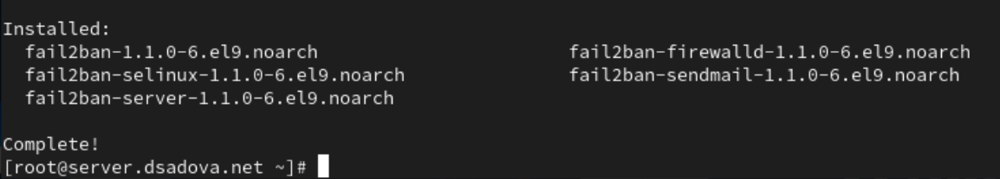 Installed:
  fail2ban-1.1.0-6.el9.noarch                        fail2ban-firewalld-1.1.0-6.el9.noarch
  fail2ban-selinux-1.1.0-6.el9.noarch                fail2ban-sendmail-1.1.0-6.el9.noarch
  fail2ban-server-1.1.0-6.el9.noarch
Complete!
[root@server.dsadova.net ~]#